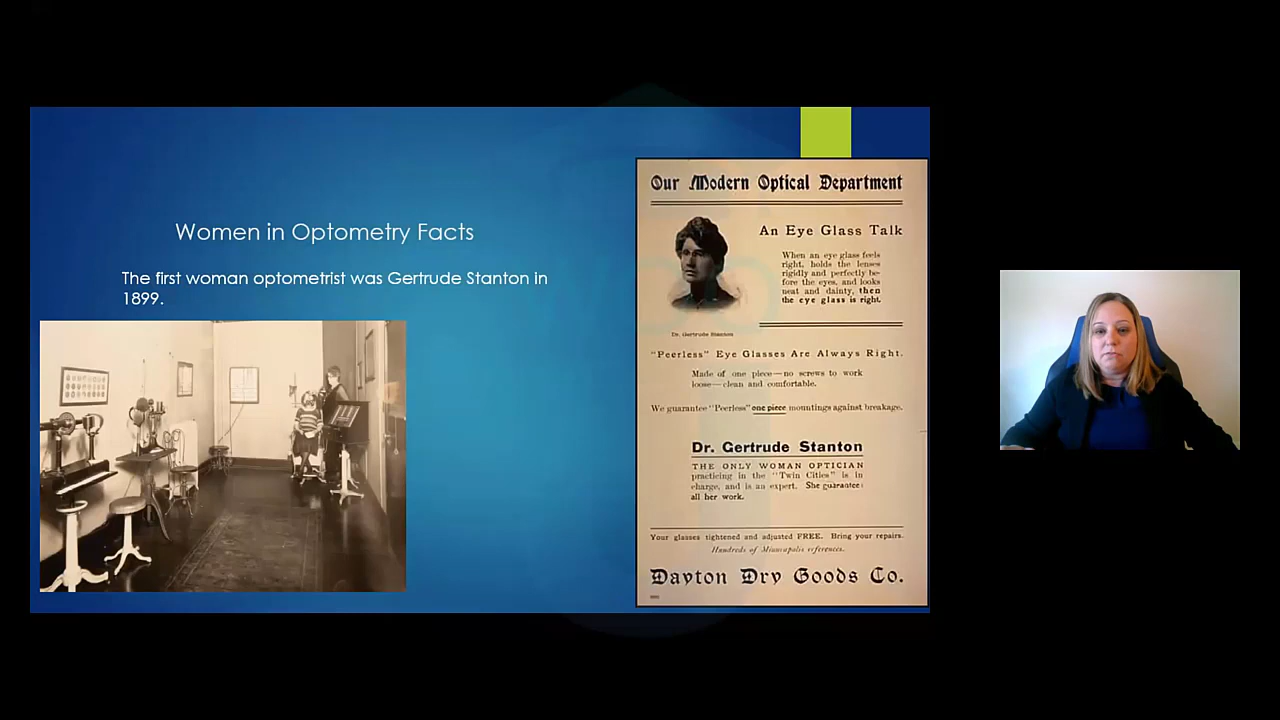 Women in Optometry Facts
The first woman optometrist was Gertrude Stanton in
1899.
Our Modern Optical Department
An Eye Glass Talk
When an eye glass feels
right, holds the lenses
rigidly and perfectly be-
fore the eyes, and looks
neat and dainty, then
the eye glass is right.
Dr. Gertrude Stanton
"Peerless" Eye Glasses Are Always Right.
Made of one piece—no screws to work
loose—clean and comfortable.
We guarantee "Peerless" one piece mountings against breakage.
Dr. Gertrude Stanton
THE ONLY WOMAN OPTICIAN
practicing in the "Twin Cities" is in
charge, and is an expert. She guarantees
all her work.
Your glasses tightened and adjusted FREE. Bring your repairs.
Hundreds of Minneapolis references.
Dayton Dry Goods Co.